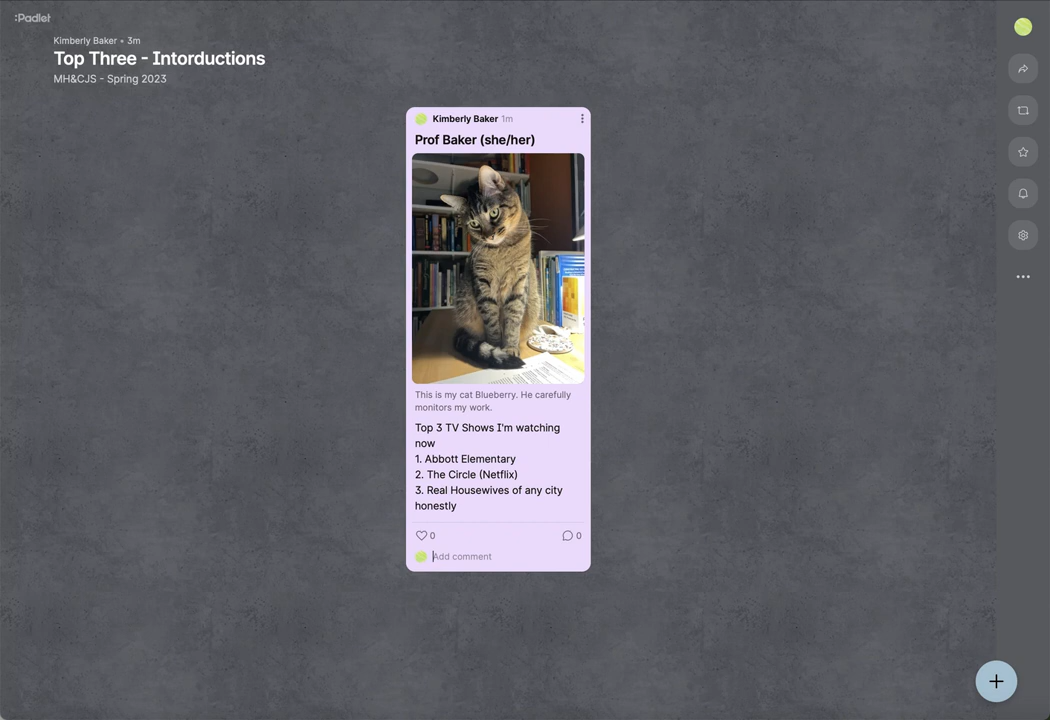 :Padlet
Kimberly Baker • 3m
Top Three - Intorductions
MH&CJS - Spring 2023
Kimberly Baker 1m
Prof Baker (she/her)
This is my cat Blueberry. He carefully
monitors my work.
Top 3 TV Shows I'm watching
now
1. Abbott Elementary
2. The Circle (Netflix)
3. Real Housewives of any city
honestly
0
0
Add comment